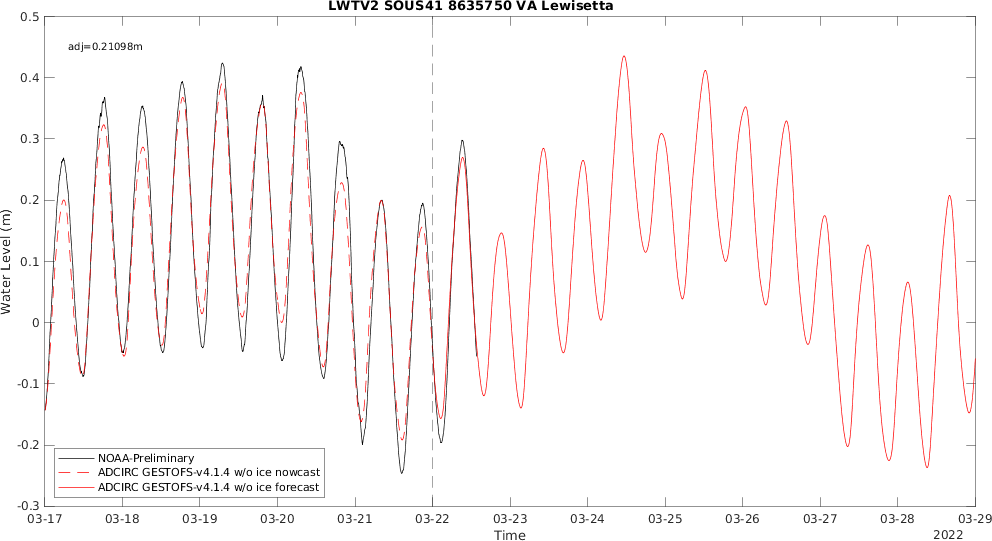 LWTV2 SOUS41 8635750 VA Lewisetta
adj=0.21098m
0.5
0.4
0.3
0.2
0.1
0
-0.1
-0.2
-0.3
Water Level (m)
NOAA-Preliminary
ADCIRC GESTOFS-v4.1.4 w/o ice nowcast
ADCIRC GESTOFS-v4.1.4 w/o ice forecast
03-17 03-18 03-19 03-20 03-21 03-22 03-23 03-24 03-25 03-26 03-27 03-28 03-29
Time
2022